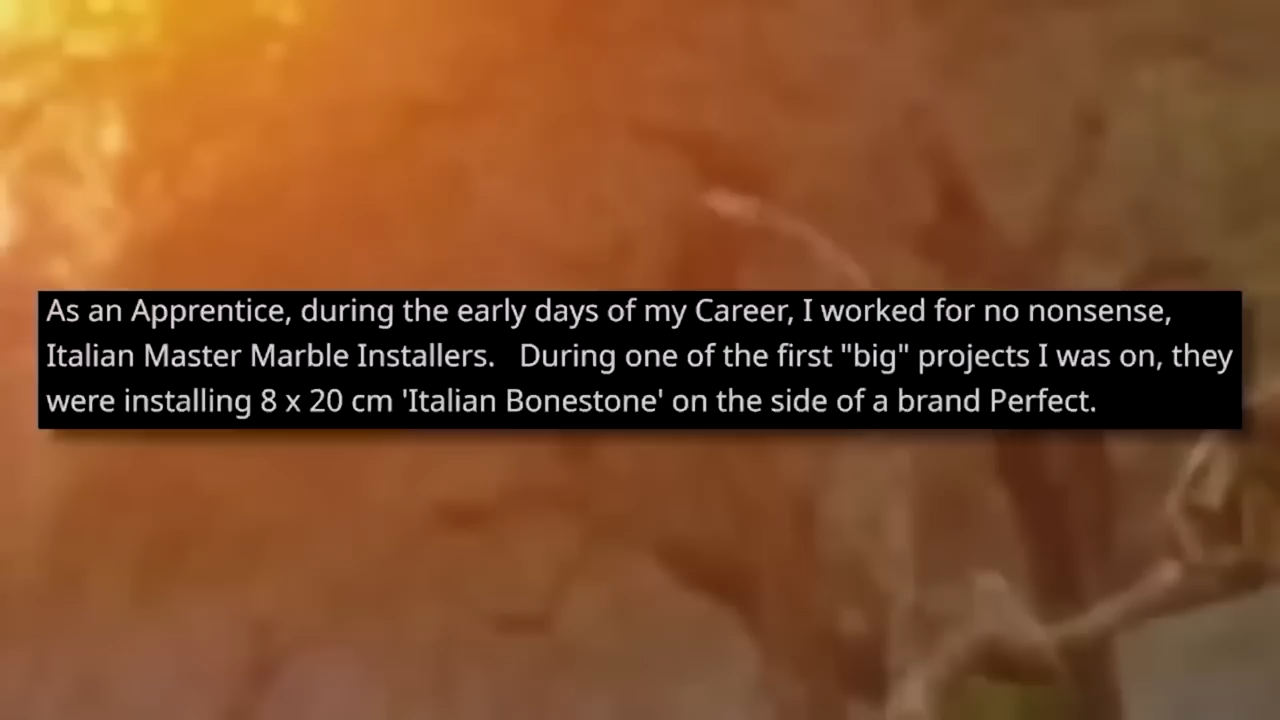 As an Apprentice, during the early days of my Career, I worked for no nonsense,
Italian Master Marble Installers.   During one of the first "big" projects I was on, they
were installing 8 x 20 cm 'Italian Bonestone' on the side of a brand Perfect.